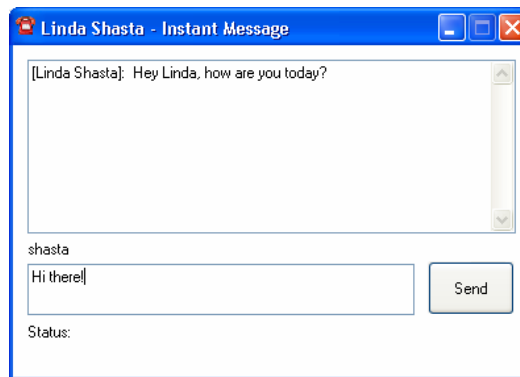 Linda Shasta - Instant Message
[Linda Shasta]: Hey Linda, how are you today?
shasta
Hi there!
Send
Status: